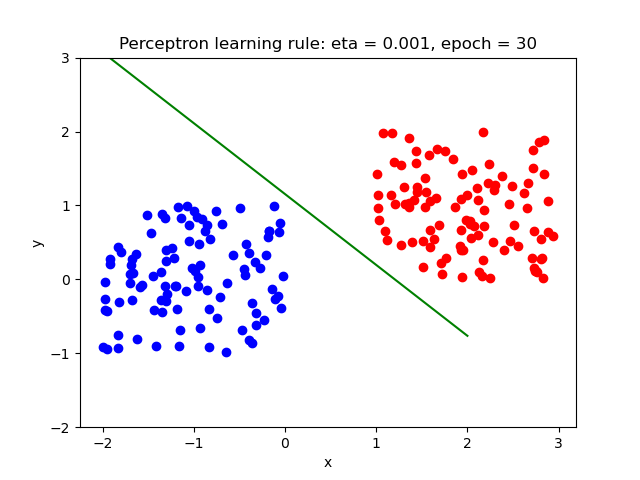 Perceptron learning rule: eta = 0.001, epoch = 30
3
2
1
0
−1
−2
y
−2 −1 0 1 2 3
x